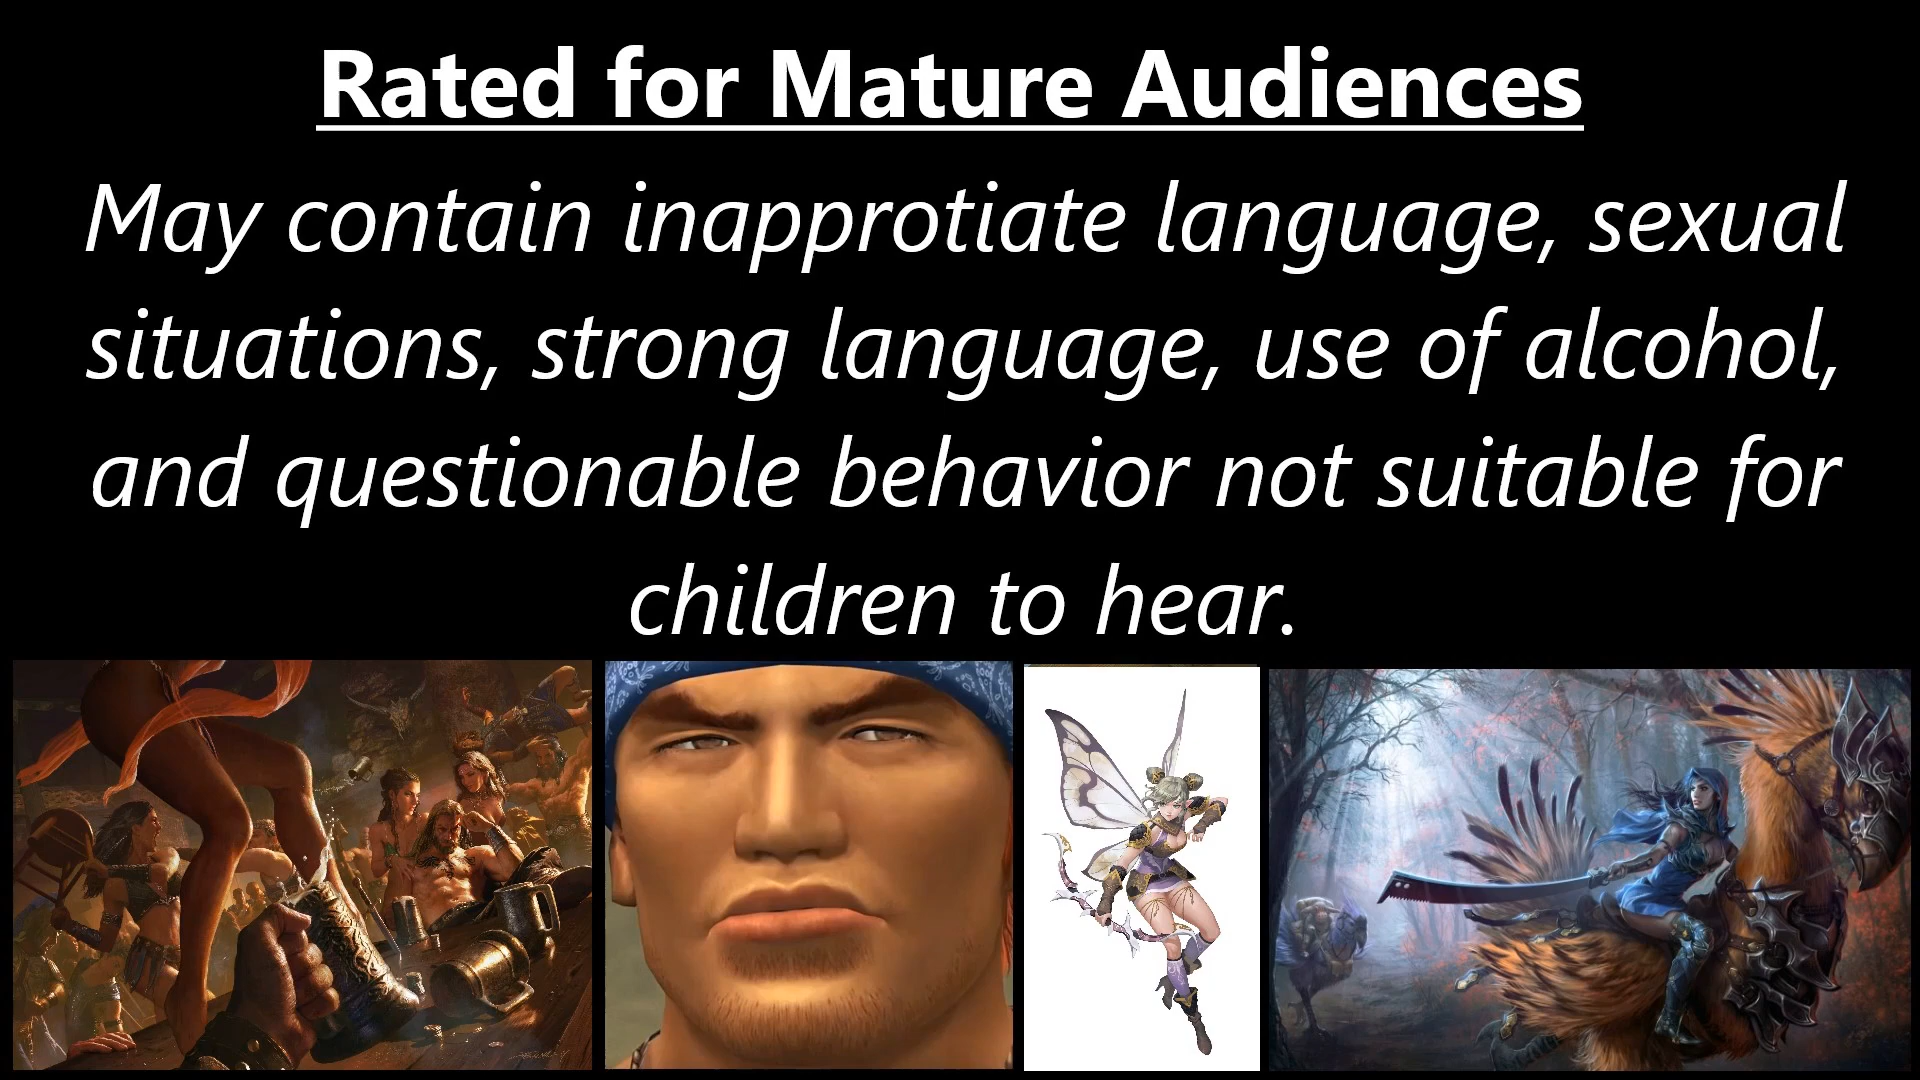 Rated for Mature Audiences
May contain inapprotiate language, sexual
situations, strong language, use of alcohol,
and questionable behavior not suitable for
children to hear.